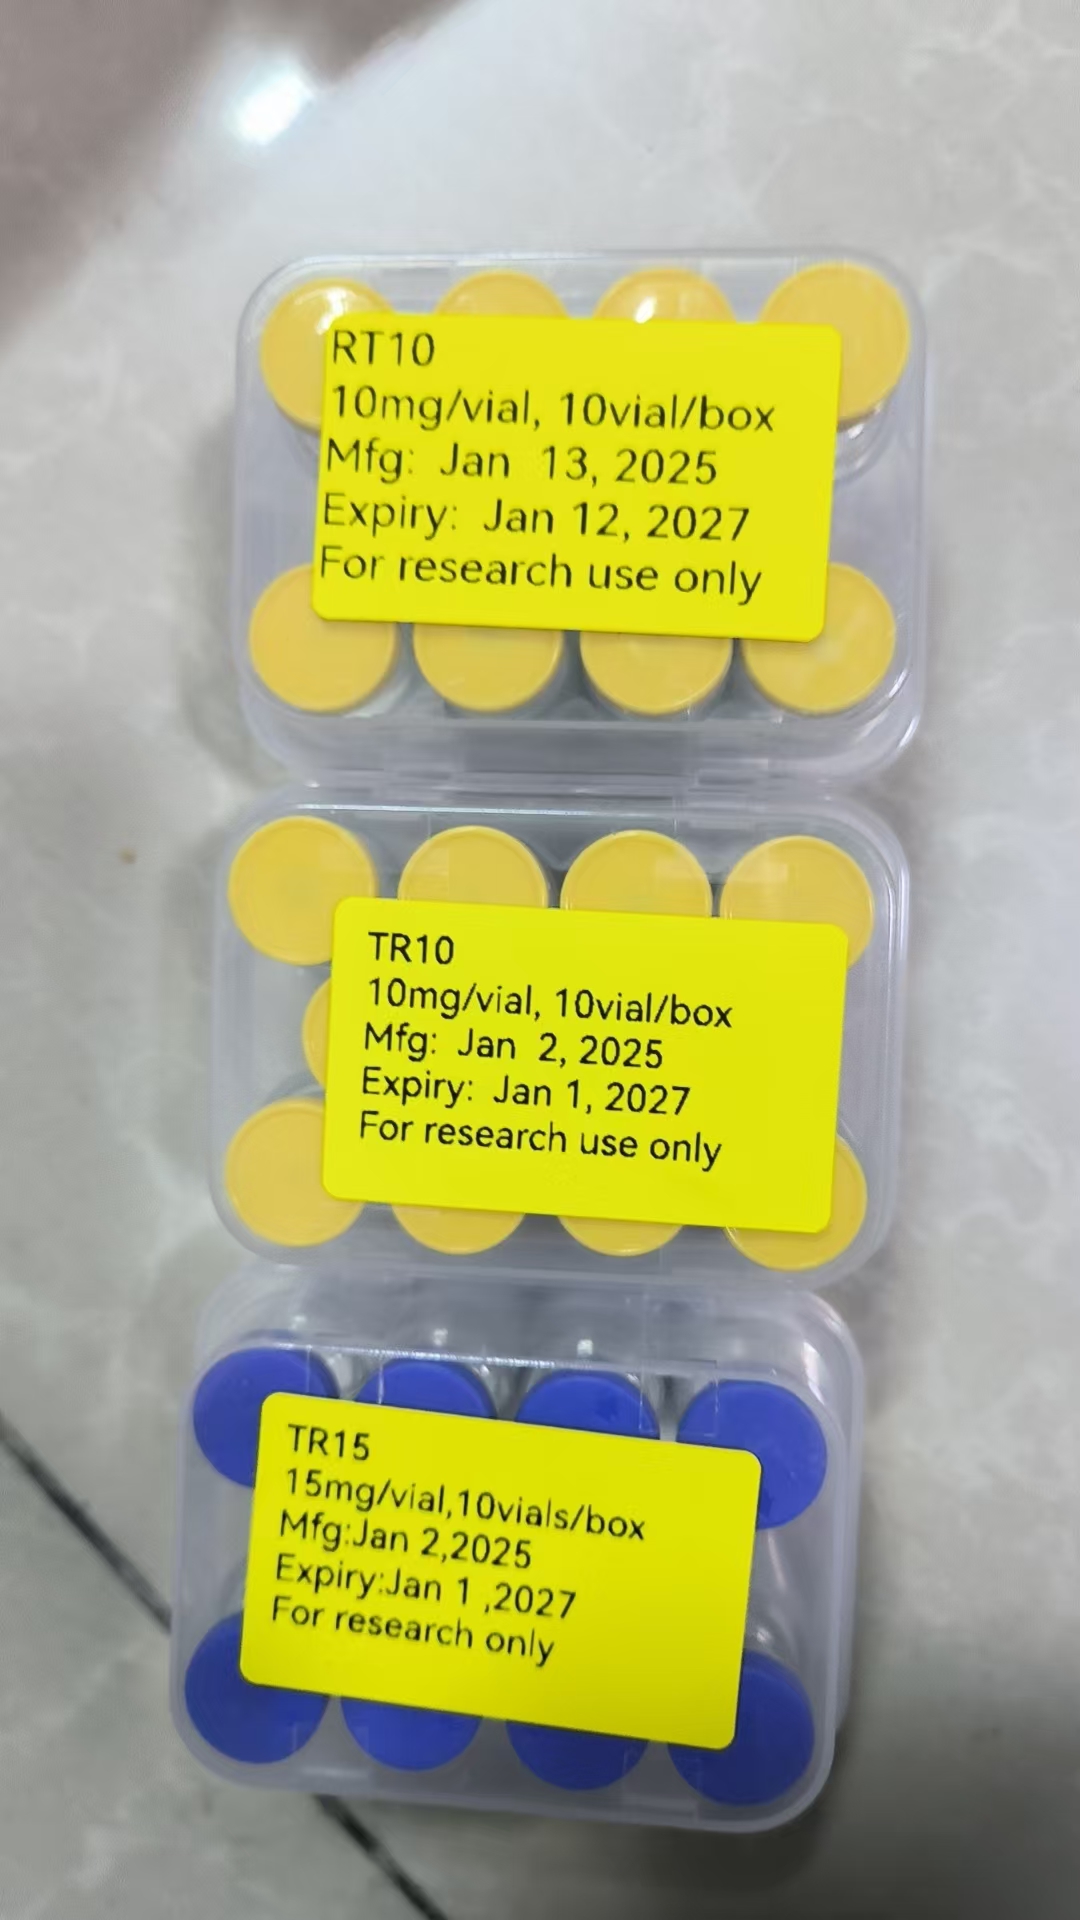 RT10
10mg/vial, 10vial/box
Mfg: Jan 13, 2025
Expiry: Jan 12, 2027
For research use only
TR10
10mg/vial, 10vial/box
Mfg: Jan 2, 2025
Expiry: Jan 1, 2027
For research use only
TR15
15mg/vial,10vials/box
Mfg:Jan 2,2025
Expiry:Jan 1 ,2027
For research only